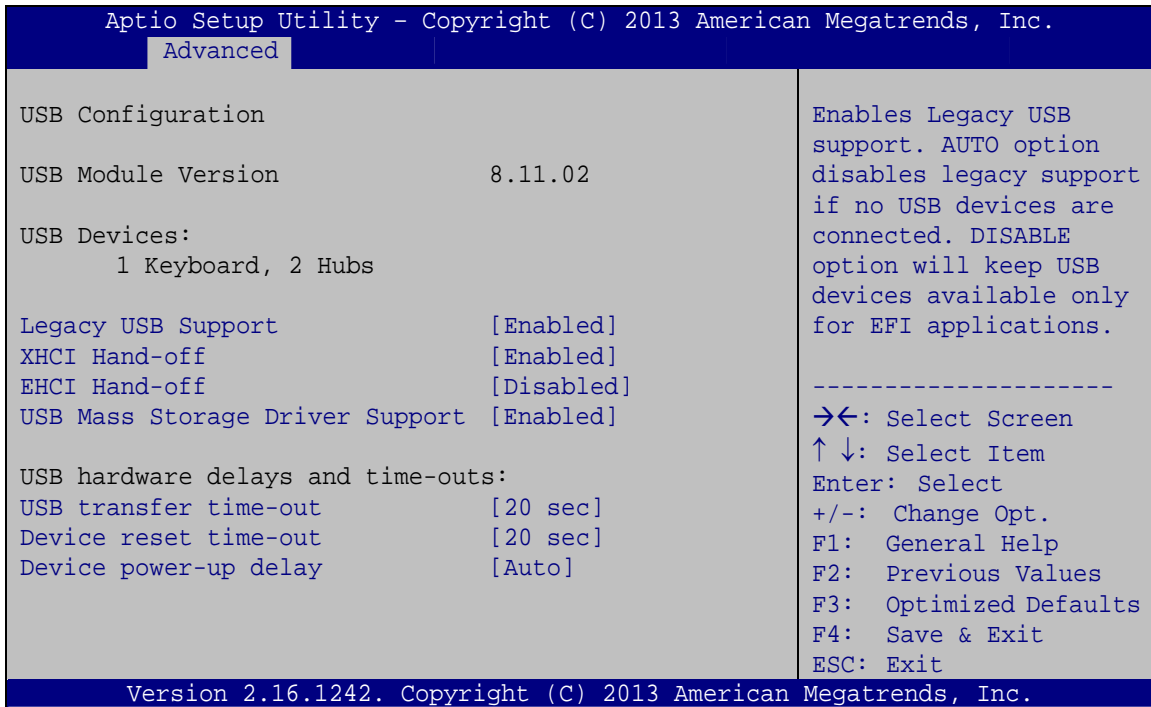 Aptio Setup Utility – Copyright (C) 2013 American Megatrends, Inc.
Advanced
USB Configuration
USB Module Version 8.11.02
USB Devices:
1 Keyboard, 2 Hubs
Legacy USB Support [Enabled]
XHCI Hand-off [Enabled]
EHCI Hand-off [Disabled]
USB Mass Storage Driver Support [Enabled]
USB hardware delays and time-outs:
USB transfer time-out [20 sec]
Device reset time-out [20 sec]
Device power-up delay [Auto]
Enables Legacy USB
support. AUTO option
disables legacy support
if no USB devices are
connected. DISABLE
option will keep USB
devices available only
for EFI applications.
---------------------
→←: Select Screen
↑ ↓: Select Item
Enter: Select
+/-: Change Opt.
F1: General Help
F2: Previous Values
F3: Optimized Defaults
F4: Save & Exit
ESC: Exit
Version 2.16.1242. Copyright (C) 2013 American Megatrends, Inc.